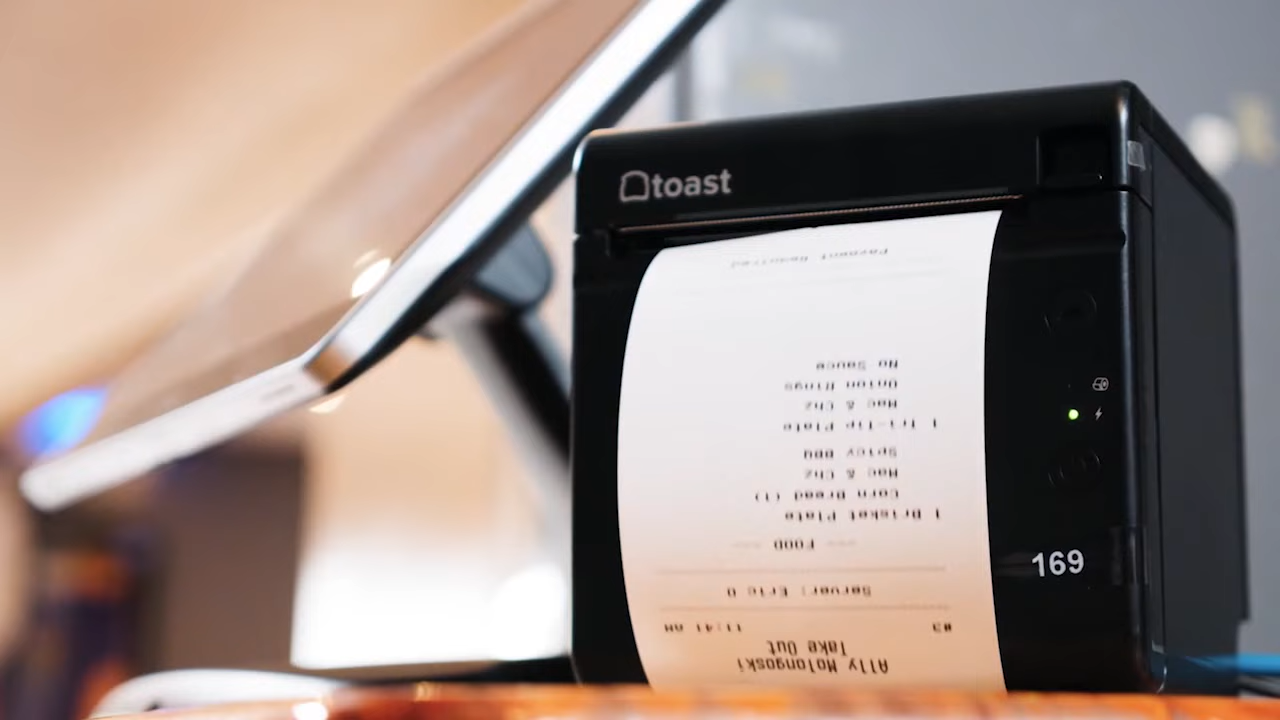 toast
Ally Molongoski
Take Out
#3 11:41 AM
Server: Eric O
FOOD
1 Brisket Plate
Corn Bread (1)
Mac & Chz
Spicy BBQ
1 Tri-Tip Plate
Mac & Chz
Onion Rings
No Sauce
Payment Required
169